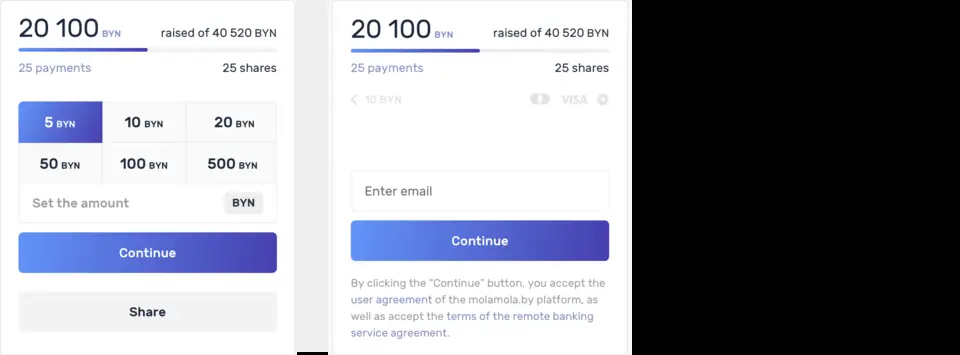 20 100 BYN
raised of 40 520 BYN
25 payments
25 shares
5 BYN
10 BYN
20 BYN
50 BYN
100 BYN
500 BYN
Set the amount
BYN
Continue
Share
20 100 BYN
raised of 40 520 BYN
25 payments
25 shares
10 BYN
VISA
Enter email
Continue
By clicking the "Continue" button, you accept the
user agreement of the molamola.by platform, as
well as accept the terms of the remote banking
service agreement.